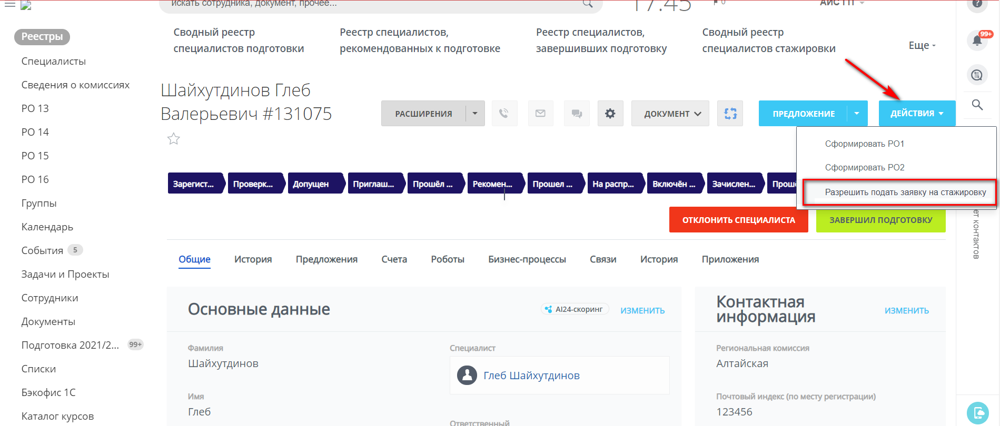 искать сотрудника, документ, прочее...
17:45
0
АИС ГП
Реестры
Специалисты
Сведения о комиссиях
РО 13
РО 14
РО 15
РО 16
Группы
Календарь
События 5
Задачи и Проекты
Сотрудники
Документы
Подготовка 2021/2... 99+
Списки
Бэкофис 1С
Каталог курсов
Сводный реестр
специалистов подготовки
Реестр специалистов,
рекомендованных к подготовке
Реестр специалистов,
завершивших подготовку
Сводный реестр
специалистов стажировки
Еще
99+
Шайхутдинов Глеб
Валерьевич #131075
РАСШИРЕНИЯ
ДОКУМЕНТ
ПРЕДЛОЖЕНИЕ
ДЕЙСТВИЯ
Сформировать РО1
Сформировать РО2
Разрешить подать заявку на стажировку
Зарегист...
Проверк...
Допущен
Приглаш...
Прошёл ...
Рекомен...
Прошел ...
На распр...
Включён ...
Зачислен...
ОТКЛОНИТЬ СПЕЦИАЛИСТА
ЗАВЕРШИЛ ПОДГОТОВКУ
ет контактов
Общие
История
Предложения
Счета
Роботы
Бизнес-процессы
Связи
История
Приложения
Основные данные
AI24-скоринг
ИЗМЕНИТЬ
Фамилия
Шайхутдинов
Имя
Глеб
Специалист
Глеб Шайхутдинов
Ответственный
Контактная
информация
ИЗМЕНИТЬ
Региональная комиссия
Алтайская
Почтовый индекс (по месту регистрации)
123456